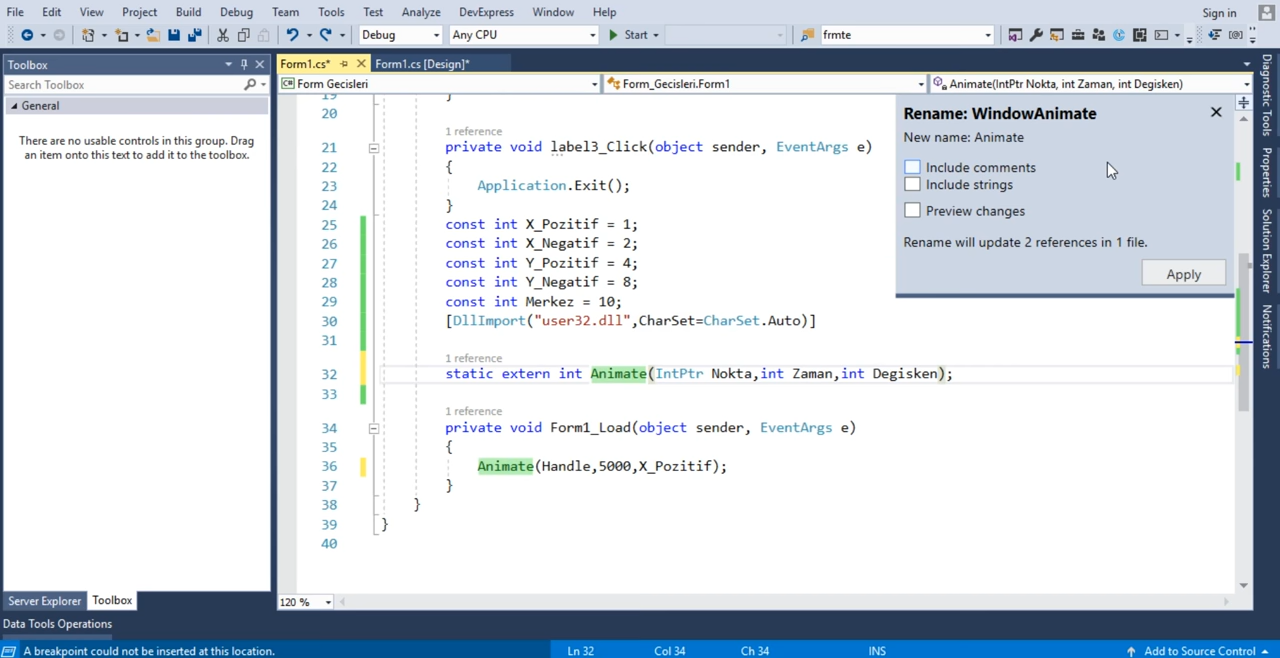 File Edit View Project Build Debug Team Tools Test Analyze DevExpress Window Help Sign in
Debug Any CPU Start frmte
Toolbox
Search Toolbox
General
There are no usable controls in this group. Drag
an item onto this text to add it to the toolbox.
Server Explorer Toolbox
Data Tools Operations
Form1.cs* Form1.cs [Design]*
Form Gecisleri Form_Gecisleri.Form1 Animate(IntPtr Nokta, int Zaman, int Degisken)
19 }
20
1 reference
21 private void label3_Click(object sender, EventArgs e)
22 {
23 Application.Exit();
24 }
25 const int X_Pozitif = 1;
26 const int X_Negatif = 2;
27 const int Y_Pozitif = 4;
28 const int Y_Negatif = 8;
29 const int Merkez = 10;
30 [DllImport("user32.dll",CharSet=CharSet.Auto)]
31
1 reference
32 static extern int Animate(IntPtr Nokta,int Zaman,int Degisken);
33
1 reference
34 private void Form1_Load(object sender, EventArgs e)
35 {
36 Animate(Handle,5000,X_Pozitif);
37 }
38 }
39 }
40
120 %
Rename: WindowAnimate
New name: Animate
Include comments
Include strings
Preview changes
Rename will update 2 references in 1 file.
Apply
Diagnostic Tools
Properties
Solution Explorer
Notifications
A breakpoint could not be inserted at this location. Ln 32 Col 34 Ch 34 INS Add to Source Control